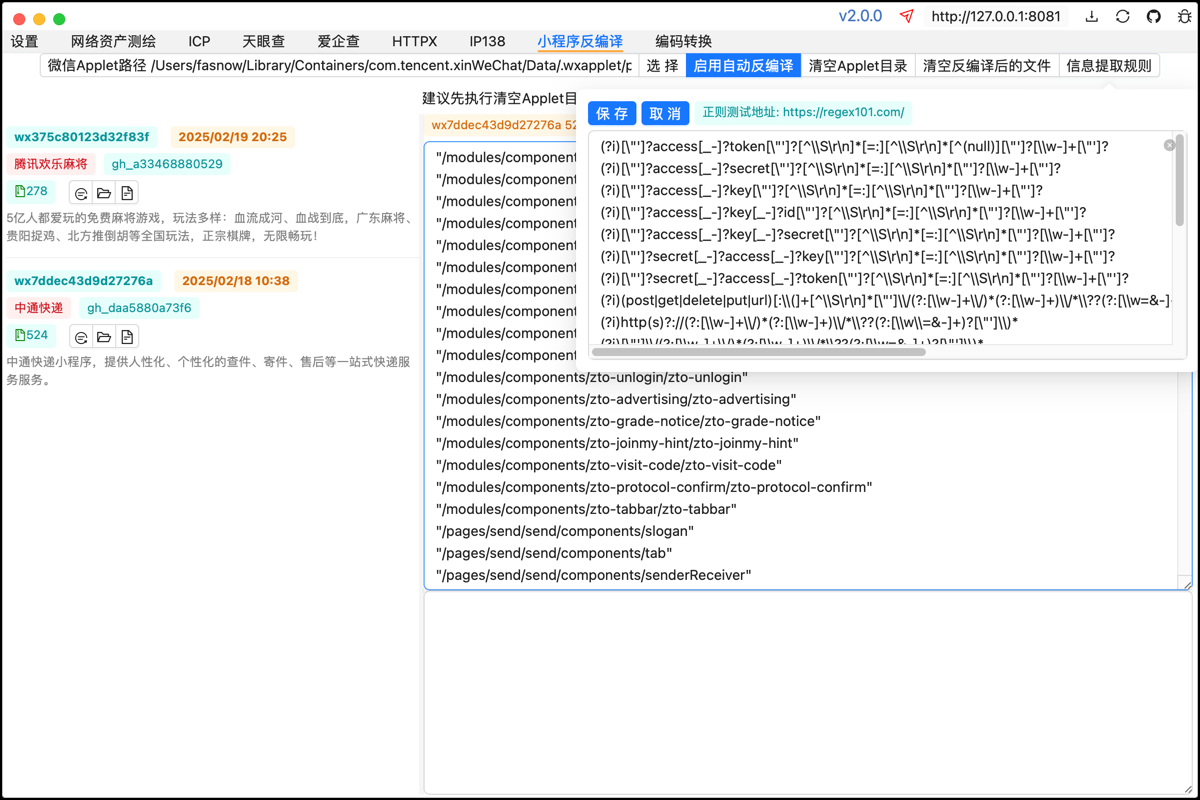 v2.0.0 http://127.0.0.1:8081
设置 网络资产测绘 ICP 天眼查 爱企查 HTTPX IP138 小程序反编译 编码转换
微信Applet路径 /Users/fasnow/Library/Containers/com.tencent.xinWeChat/Data/.wxapplet/p 选 择 启用自动反编译 清空Applet目录 清空反编译后的文件 信息提取规则
建议先执行清空Applet目
wx7ddec43d9d27276a 52
保 存 取 消 正则测试地址: https://regex101.com/
(?i)[\"']?access[_-]?token[\"']?[^\\S\r\n]*[=:][^\\S\r\n]*[^(null)][\"']?[\\w-]+[\"']?
(?i)[\"']?access[_-]?secret[\"']?[^\\S\r\n]*[=:][^\\S\r\n]*[\"']?[\\w-]+[\"']?
(?i)[\"']?access[_-]?key[\"']?[^\\S\r\n]*[=:][^\\S\r\n]*[\"']?[\\w-]+[\"']?
(?i)[\"']?access[_-]?key[_-]?id[\"']?[^\\S\r\n]*[=:][^\\S\r\n]*[\"']?[\\w-]+[\"']?
(?i)[\"']?access[_-]?key[_-]?secret[\"']?[^\\S\r\n]*[=:][^\\S\r\n]*[\"']?[\\w-]+[\"']?
(?i)[\"']?secret[_-]?access[_-]?key[\"']?[^\\S\r\n]*[=:][^\\S\r\n]*[\"']?[\\w-]+[\"']?
(?i)[\"']?secret[_-]?access[_-]?token[\"']?[^\\S\r\n]*[=:][^\\S\r\n]*[\"']?[\\w-]+[\"']?
(?i)(post|get|delete|put|url)[:\\(]+[^\\S\r\n]*[\"']\\/(?:[\\w-]+\\/)*(?:[\\w-]+)\\/*\\??(?:[\\w=&-]
(?i)http(s)?://(?:[\\w-]+\\/)*(?:[\\w-]+)\\/*\\??(?:[\\w\\=&-]+)?[\"']\\)*
wx375c80123d32f83f 2025/02/19 20:25
腾讯欢乐麻将 gh_a33468880529
278
5亿人都爱玩的免费麻将游戏，玩法多样：血流成河、血战到底，广东麻将、
贵阳捉鸡、北方推倒胡等全国玩法，正宗棋牌，无限畅玩！
wx7ddec43d9d27276a 2025/02/18 10:38
中通快递 gh_daa5880a73f6
524
中通快递小程序，提供人性化、个性化的查件、寄件、售后等一站式快递服
务服务。
"/modules/component
"/modules/component
"/modules/component
"/modules/component
"/modules/component
"/modules/component
"/modules/component
"/modules/component
"/modules/component
"/modules/component
"/modules/components/zto-unlogin/zto-unlogin"
"/modules/components/zto-advertising/zto-advertising"
"/modules/components/zto-grade-notice/zto-grade-notice"
"/modules/components/zto-joinmy-hint/zto-joinmy-hint"
"/modules/components/zto-visit-code/zto-visit-code"
"/modules/components/zto-protocol-confirm/zto-protocol-confirm"
"/modules/components/zto-tabbar/zto-tabbar"
"/pages/send/send/components/slogan"
"/pages/send/send/components/tab"
"/pages/send/send/components/senderReceiver"